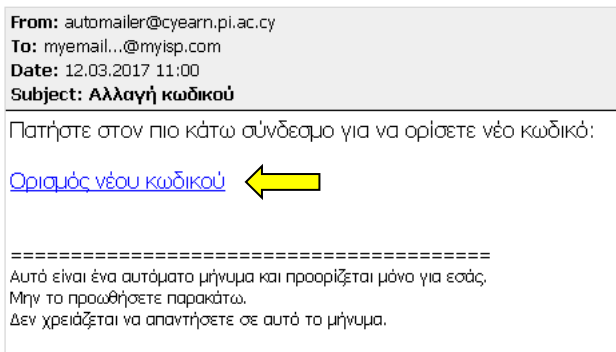 From: automailer@cyearn.pi.ac.cy
To: myemail...@myisp.com
Date: 12.03.2017 11:00
Subject: Αλλαγή κωδικού
Πατήστε στον πιο κάτω σύνδεσμο για να ορίσετε νέο κωδικό:
Ορισμός νέου κωδικού
========================================
Αυτό είναι ένα αυτόματο μήνυμα και προορίζεται μόνο για εσάς.
Μην το προωθήσετε παρακάτω.
Δεν χρειάζεται να απαντήσετε σε αυτό το μήνυμα.